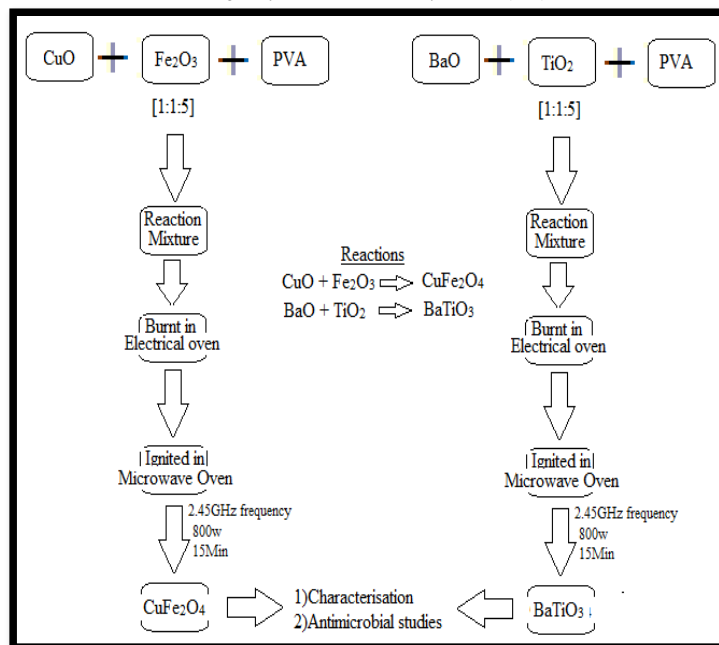 CuO + Fe₂O₃ + PVA
[1:1:5]
Reaction
Mixture
Burnt in
Electrical oven
Ignited in
Microwave Oven
2.45GHz frequency
800w
15Min
CuFe₂O₄
BaO + TiO₂ + PVA
[1:1:5]
Reaction
Mixture
Burnt in
Electrical oven
Ignited in
Microwave Oven
2.45GHz frequency
800w
15Min
BaTiO₃
Reactions
CuO + Fe₂O₃ ⇨ CuFe₂O₄
BaO + TiO₂ ⇨ BaTiO₃
1)Characterisation
2)Antimicrobial studies